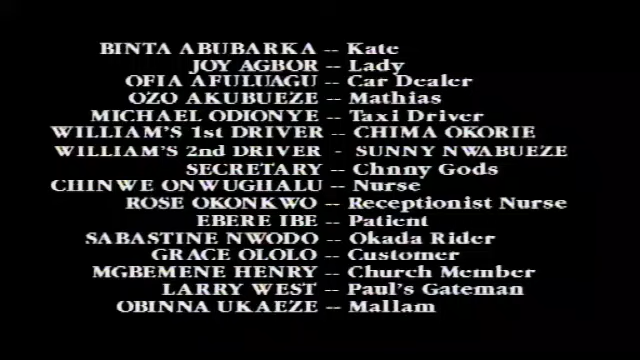 BINTA ABUBARKA -- Kate
JOY AGBOR -- Lady
OFIA AFULUAGU -- Car Dealer
OZO AKUBUEZE -- Mathias
MICHAEL ODIONYE -- Taxi Driver
WILLIAM'S 1st DRIVER -- CHIMA OKORIE
WILLIAM'S 2nd DRIVER - SUNNY NWABUEZE
SECRETARY -- Chnny Gods
CHINWE ONWUGHALU -- Nurse
ROSE OKONKWO -- Receptionist Nurse
EBERE IBE -- Patient
SABASTINE NWODO -- Okada Rider
GRACE OLOLO -- Customer
MGBEMENE HENRY -- Church Member
LARRY WEST -- Paul's Gateman
OBINNA UKAEZE -- Mallam